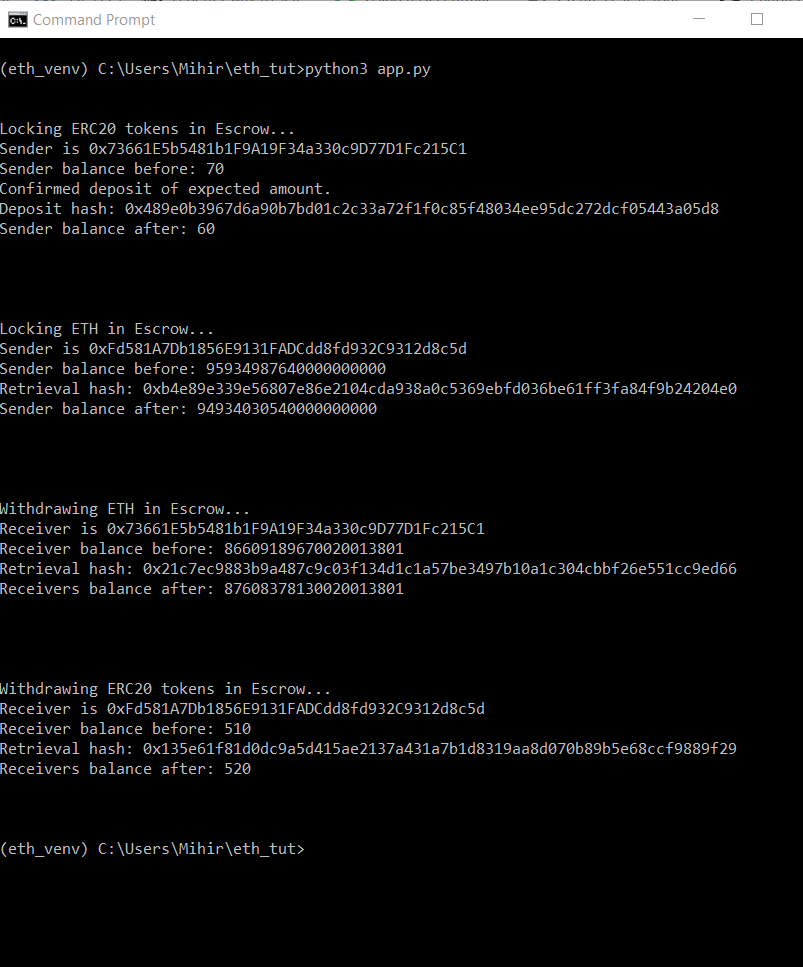 Command Prompt
(eth_venv) C:\Users\Mihir\eth_tut>python3 app.py
Locking ERC20 tokens in Escrow...
Sender is 0x73661E5b5481b1F9A19F34a330c9D77D1Fc215C1
Sender balance before: 70
Confirmed deposit of expected amount.
Deposit hash: 0x489e0b3967d6a90b7bd01c2c33a72f1f0c85f48034ee95dc272dcf05443a05d8
Sender balance after: 60
Locking ETH in Escrow...
Sender is 0xFd581A7Db1856E9131FADCdd8fd932C9312d8c5d
Sender balance before: 95934987640000000000
Retrieval hash: 0xb4e89e339e56807e86e2104cda938a0c5369ebfd036be61ff3fa84f9b24204e0
Sender balance after: 94934030540000000000
Withdrawing ETH in Escrow...
Receiver is 0x73661E5b5481b1F9A19F34a330c9D77D1Fc215C1
Receiver balance before: 86609189670020013801
Retrieval hash: 0x21c7ec9883b9a487c9c03f134d1c1a57be3497b10a1c304cbbf26e551cc9ed66
Receivers balance after: 87608378130020013801
Withdrawing ERC20 tokens in Escrow...
Receiver is 0xFd581A7Db1856E9131FADCdd8fd932C9312d8c5d
Receiver balance before: 510
Retrieval hash: 0x135e61f81d0dc9a5d415ae2137a431a7b1d8319aa8d070b89b5e68ccf9889f29
Receivers balance after: 520
(eth_venv) C:\Users\Mihir\eth_tut>